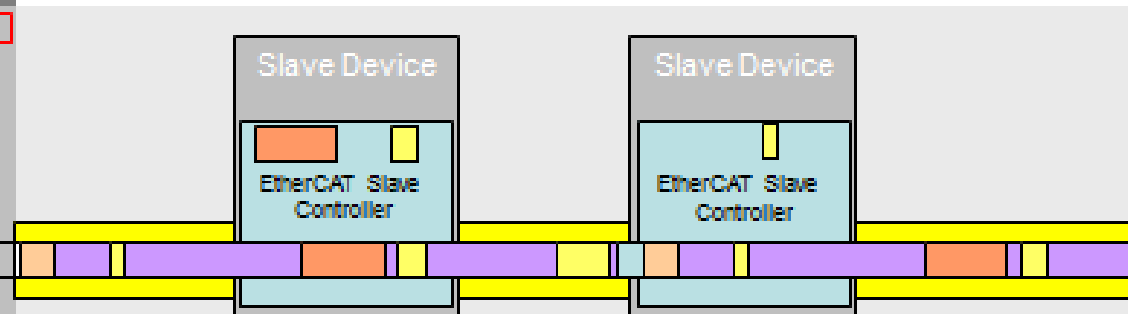 Slave Device
EtherCAT Slave
Controller
Slave Device
EtherCAT Slave
Controller